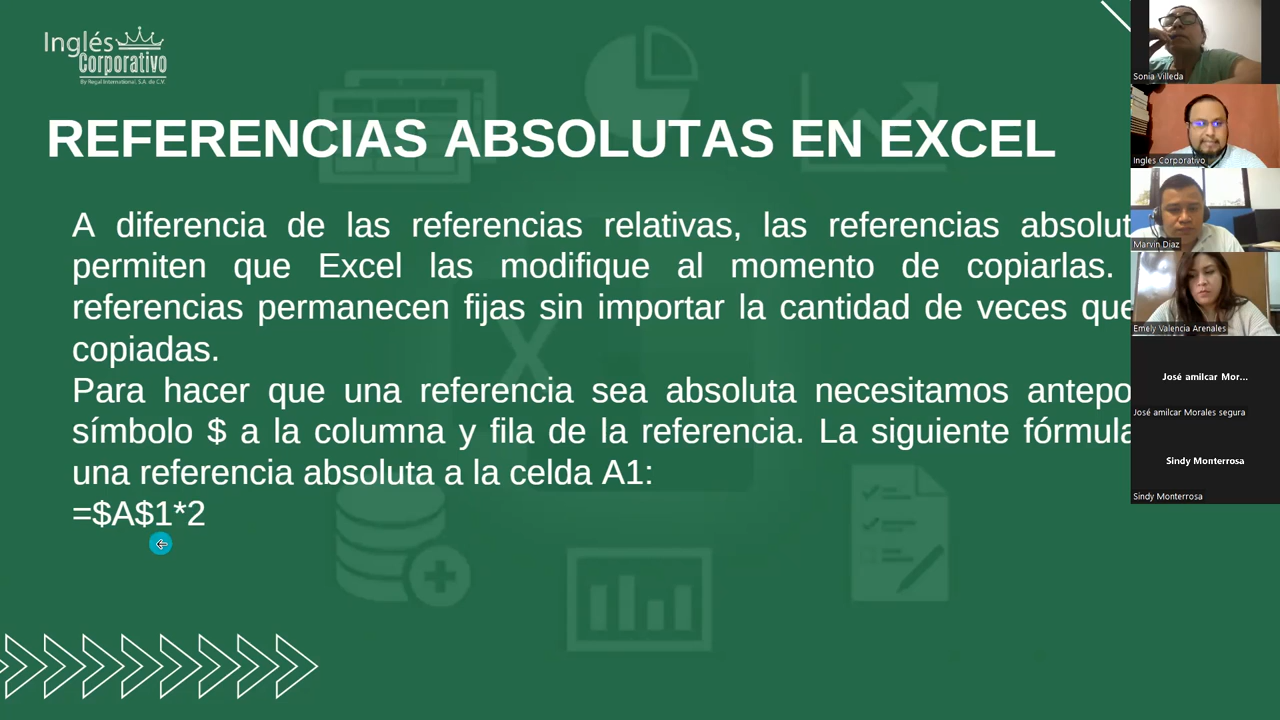 Inglés
Corporativo
By Regal International, S.A. de C.V.
REFERENCIAS ABSOLUTAS EN EXCEL
A diferencia de las referencias relativas, las referencias absolut
permiten que Excel las modifique al momento de copiarlas.
referencias permanecen fijas sin importar la cantidad de veces que
copiadas.
Para hacer que una referencia sea absoluta necesitamos antepo
símbolo $ a la columna y fila de la referencia. La siguiente fórmula
una referencia absoluta a la celda A1:
=$A$1*2
Sonia Villeda
Ingles Corporativo
Marvin Diaz
Emely Valencia Arenales
José amilcar Mor...
José amilcar Morales segura
Sindy Monterrosa
Sindy Monterrosa